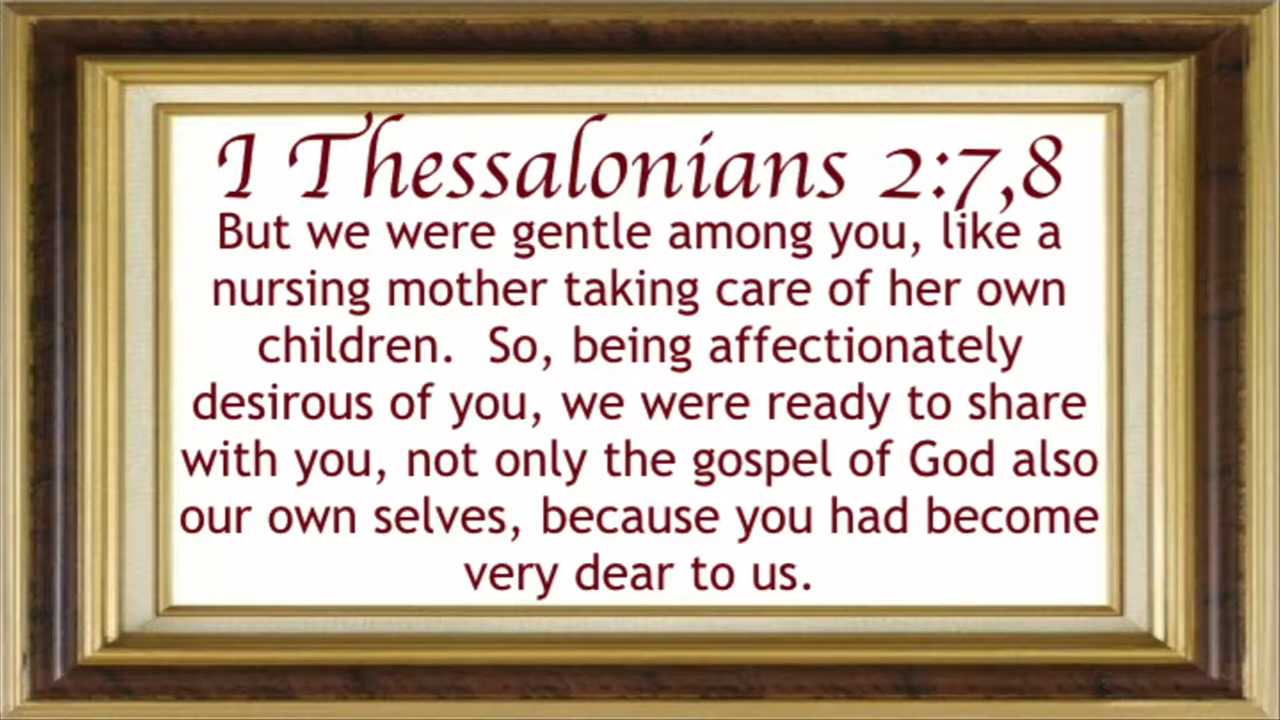 I Thessalonians 2:7,8
But we were gentle among you, like a
nursing mother taking care of her own
children.  So, being affectionately
desirous of you, we were ready to share
with you, not only the gospel of God also
our own selves, because you had become
very dear to us.